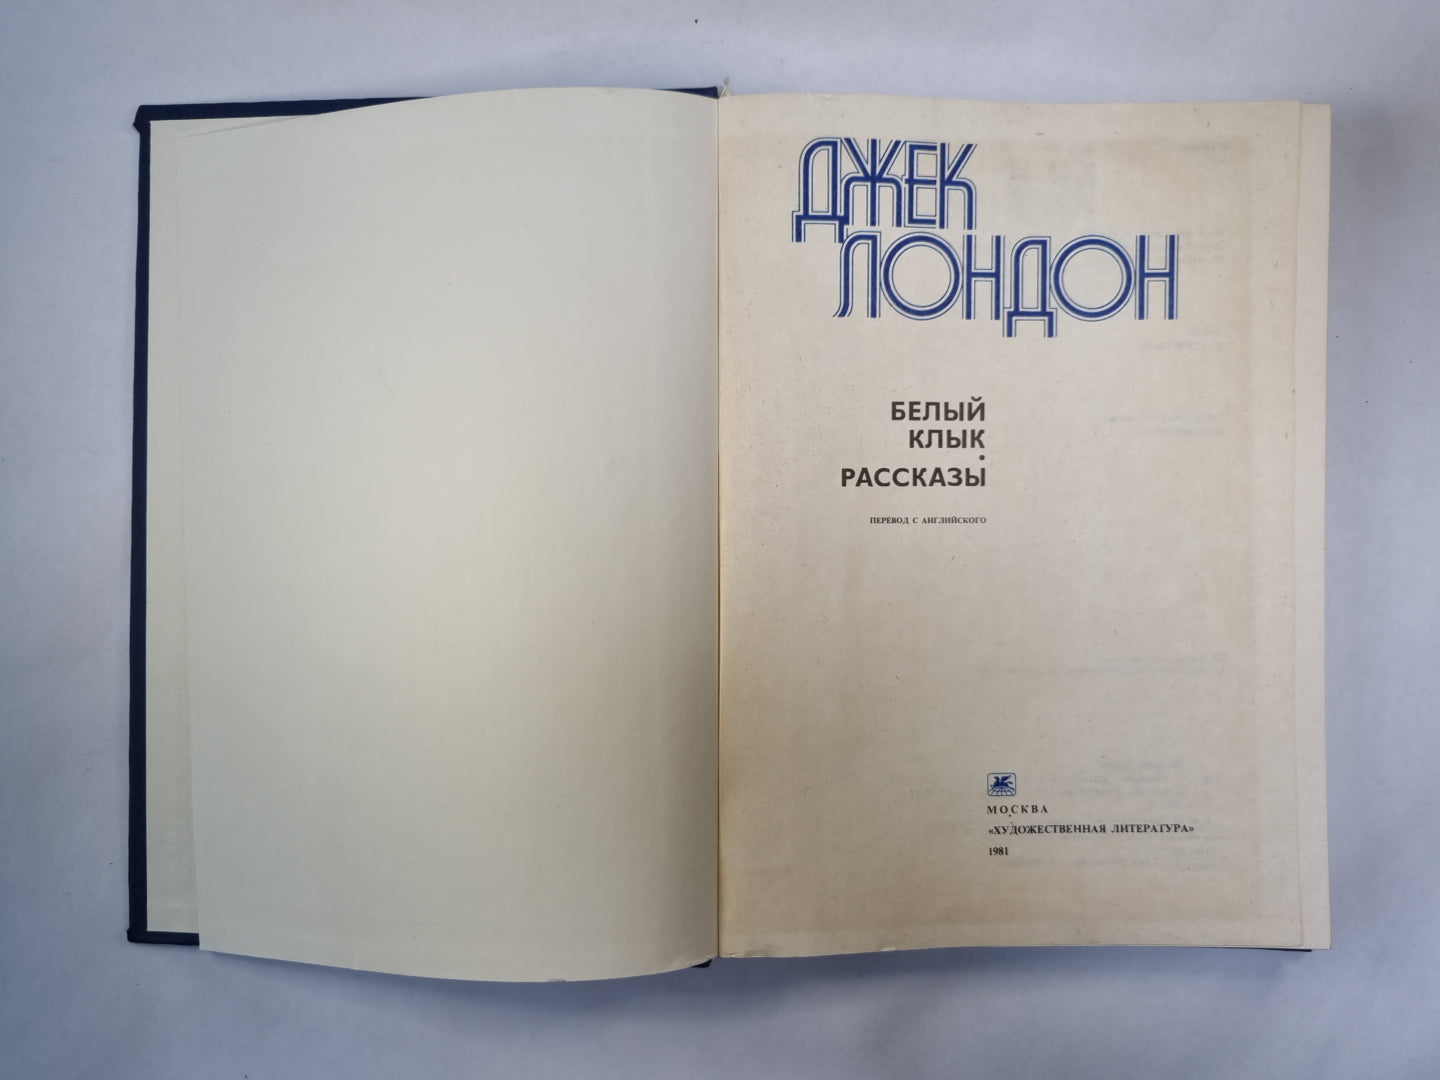 ДЖЕК
ЛОНДОН
БЕЛЫЙ
КЛЫК
•
РАССКАЗЫ
ПЕРЕВОД С АНГЛИЙСКОГО
МОСКВА
«ХУДОЖЕСТВЕННАЯ ЛИТЕРАТУРА»
1981